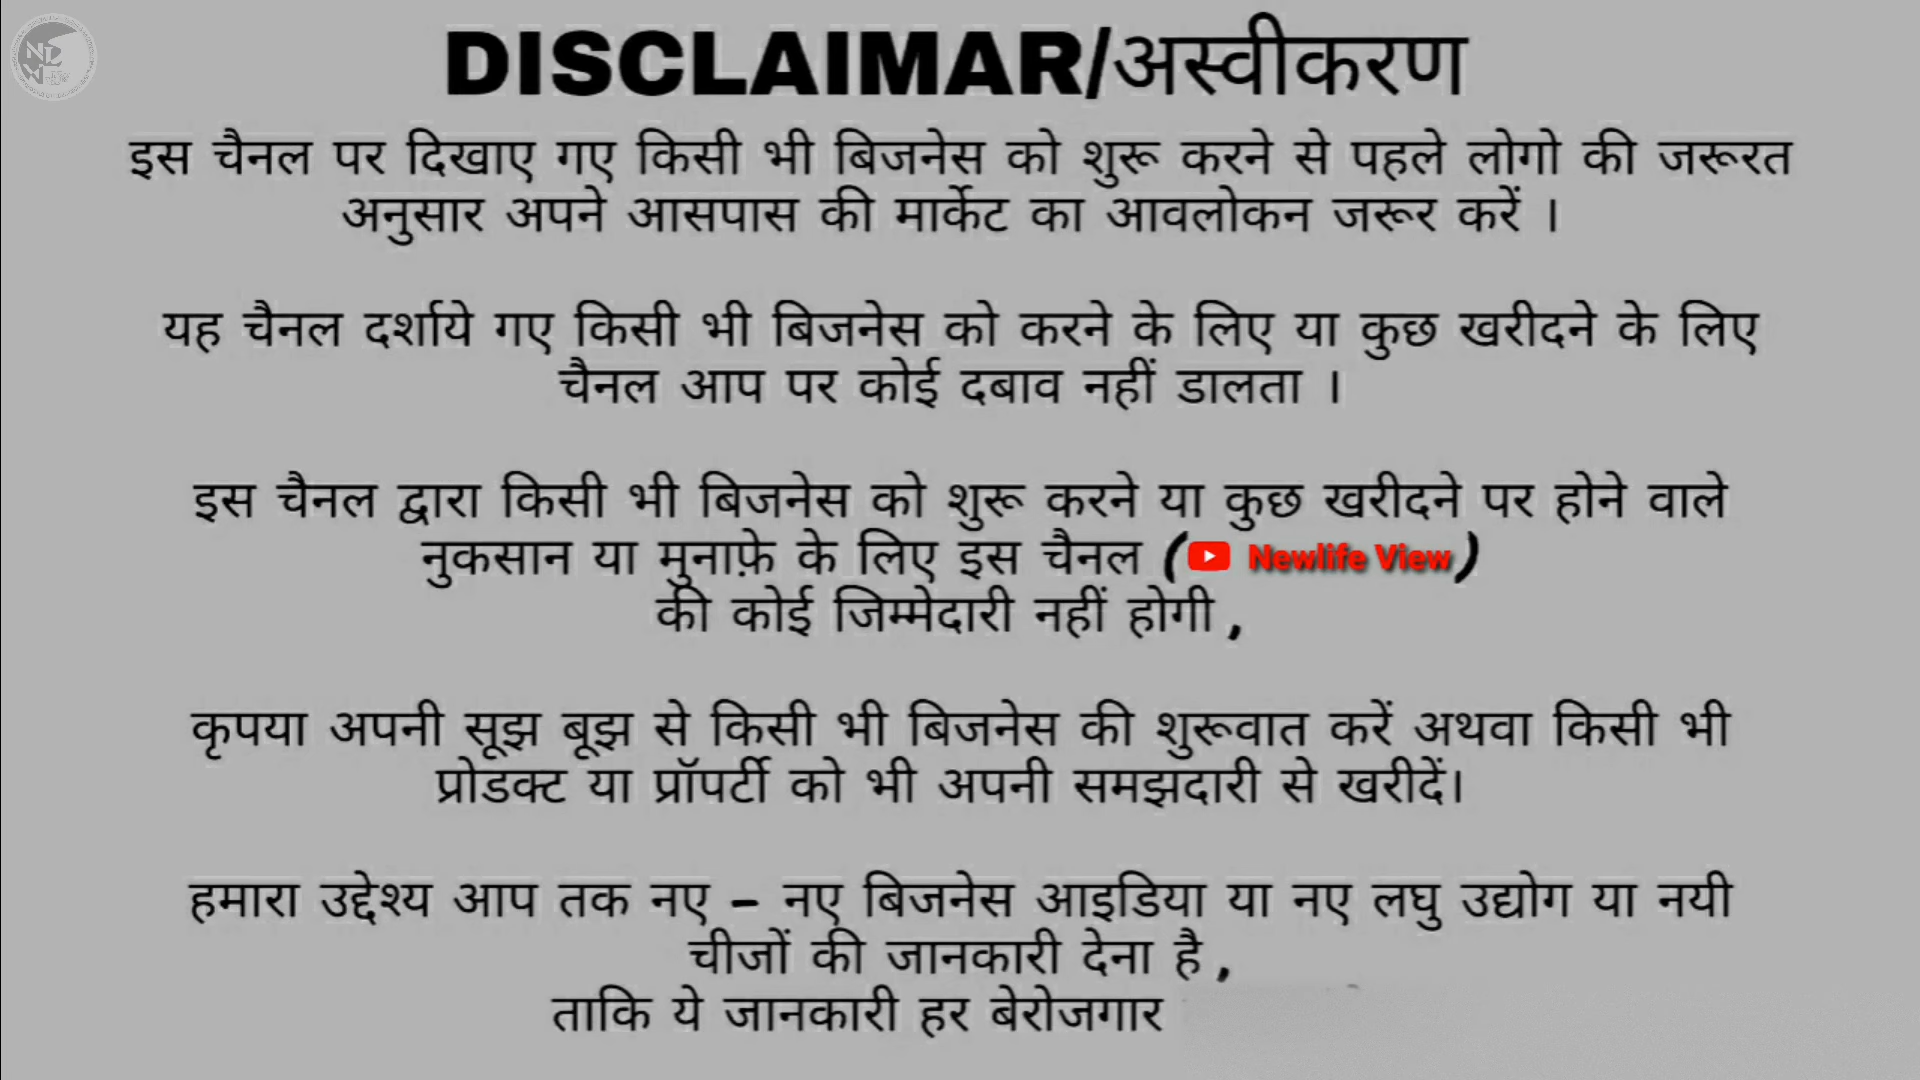 DISCLAIMAR/अस्वीकरण
इस चैनल पर दिखाए गए किसी भी बिजनेस को शुरू करने से पहले लोगो की जरूरत
अनुसार अपने आसपास की मार्केट का आवलोकन जरूर करें ।
यह चैनल दर्शाये गए किसी भी बिजनेस को करने के लिए या कुछ खरीदने के लिए
चैनल आप पर कोई दबाव नहीं डालता ।
इस चैनल द्वारा किसी भी बिजनेस को शुरू करने या कुछ खरीदने पर होने वाले
नुकसान या मुनाफ़े के लिए इस चैनल (Newlife View)
की कोई जिम्मेदारी नहीं होगी ,
कृपया अपनी सूझ बूझ से किसी भी बिजनेस की शुरूवात करें अथवा किसी भी
प्रोडक्ट या प्रॉपर्टी को भी अपनी समझदारी से खरीदें।
हमारा उद्देश्य आप तक नए – नए बिजनेस आइडिया या नए लघु उद्योग या नयी
चीजों की जानकारी देना है ,
ताकि ये जानकारी हर बेरोजगार